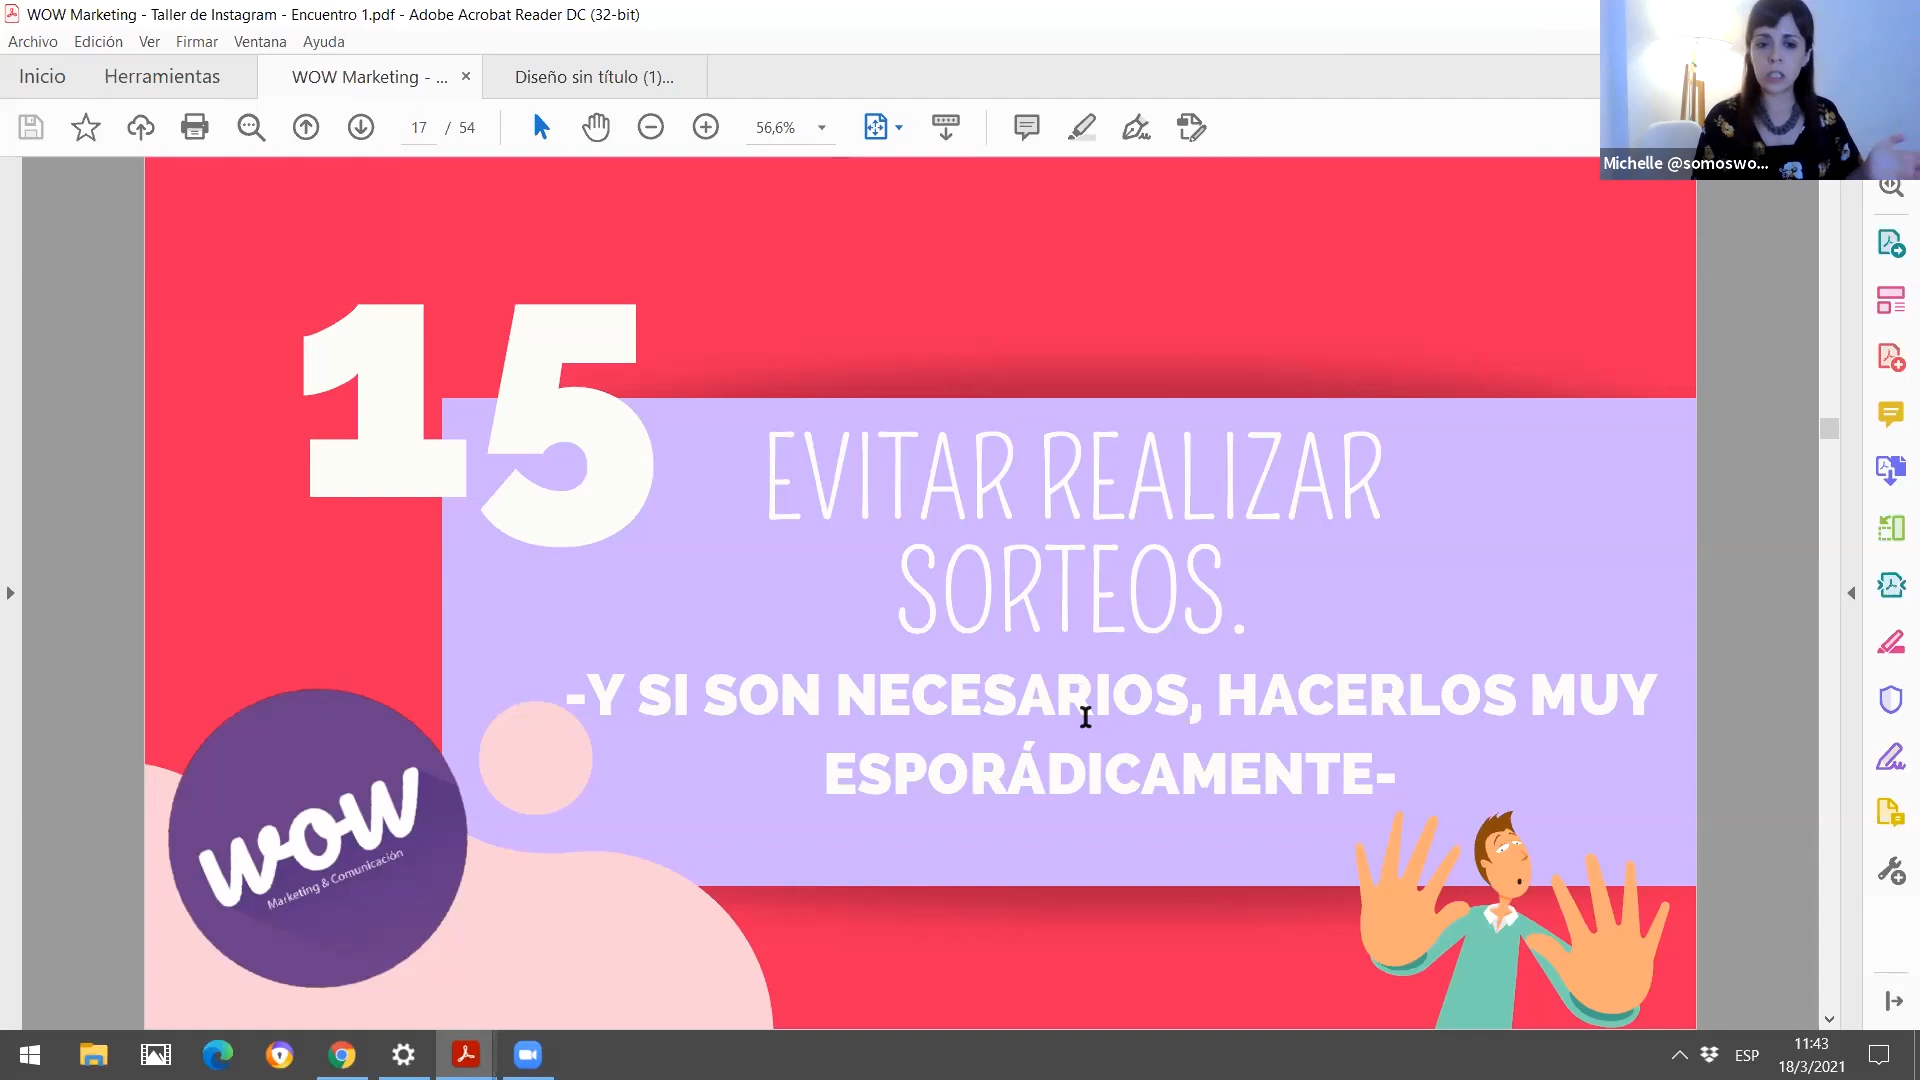 WOW Marketing - Taller de Instagram - Encuentro 1.pdf - Adobe Acrobat Reader DC (32-bit)
Archivo Edición Ver Firmar Ventana Ayuda
Inicio Herramientas WOW Marketing - ... × Diseño sin título (1)...
17 / 54 56,6%
Michelle @somoswo...
15
EVITAR REALIZAR
SORTEOS.
-Y SI SON NECESARIOS, HACERLOS MUY
ESPORÁDICAMENTE-
wow
Marketing & Comunicación
ESP
11:43
18/3/2021